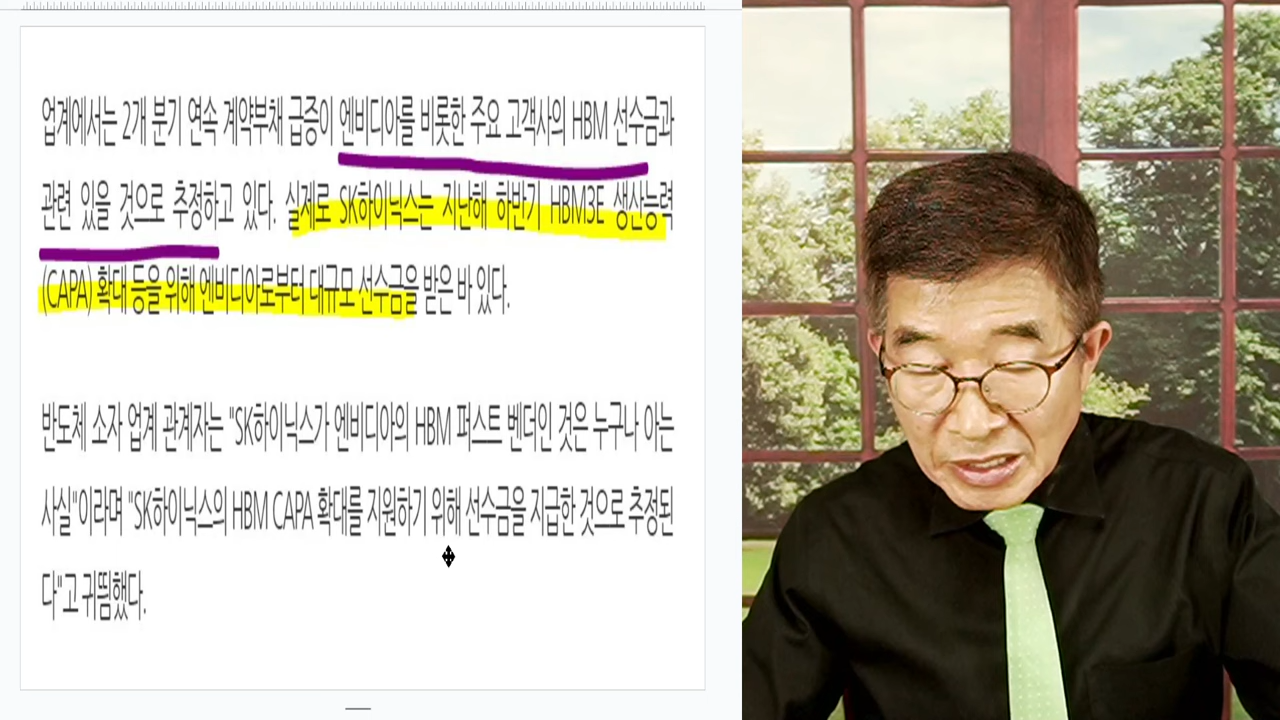 업계에서는 2개 분기 연속 계약부채 급증이 엔비디아를 비롯한 주요 고객사의 HBM 선수금과
관련 있을 것으로 추정하고 있다. 실제로 SK하이닉스는 지난해 하반기 HBM3E 생산능력
(CAPA) 확대 등을 위해 엔비디아로부터 대규모 선수금을 받은 바 있다.
반도체 소자 업계 관계자는 "SK하이닉스가 엔비디아의 HBM 퍼스트 벤더인 것은 누구나 아는
사실"이라며 "SK하이닉스의 HBM CAPA 확대를 지원하기 위해 선수금을 지급한 것으로 추정된
다"고 귀띔했다.